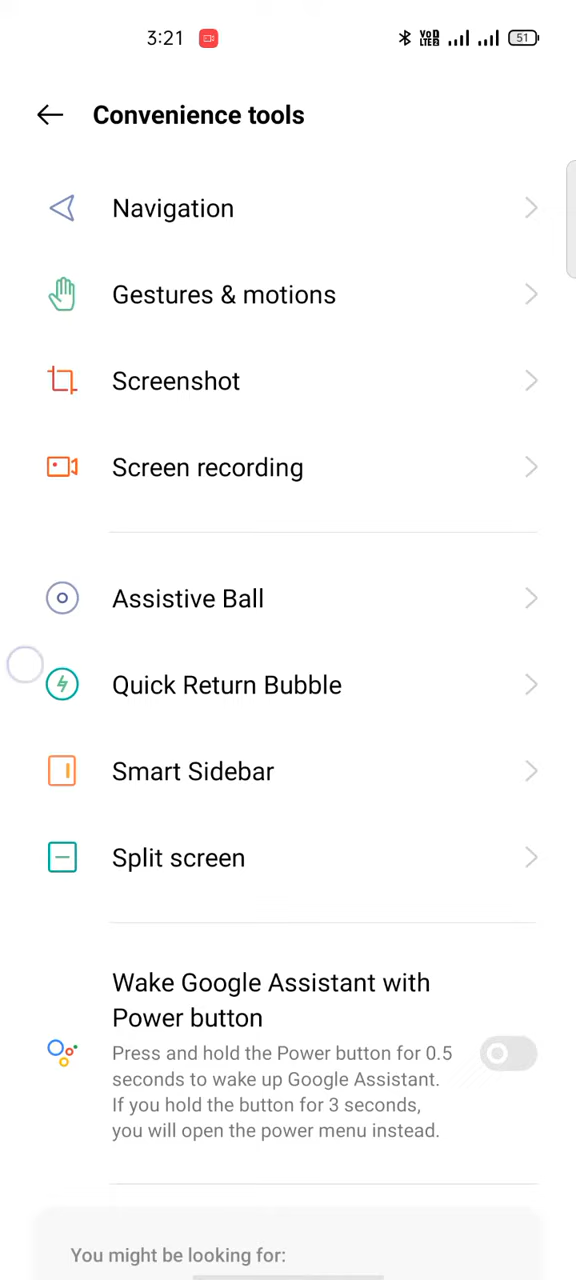 3:21
VoD LTE2
51
Convenience tools
Navigation
Gestures & motions
Screenshot
Screen recording
Assistive Ball
Quick Return Bubble
Smart Sidebar
Split screen
Wake Google Assistant with
Power button
Press and hold the Power button for 0.5
seconds to wake up Google Assistant.
If you hold the button for 3 seconds,
you will open the power menu instead.
You might be looking for: